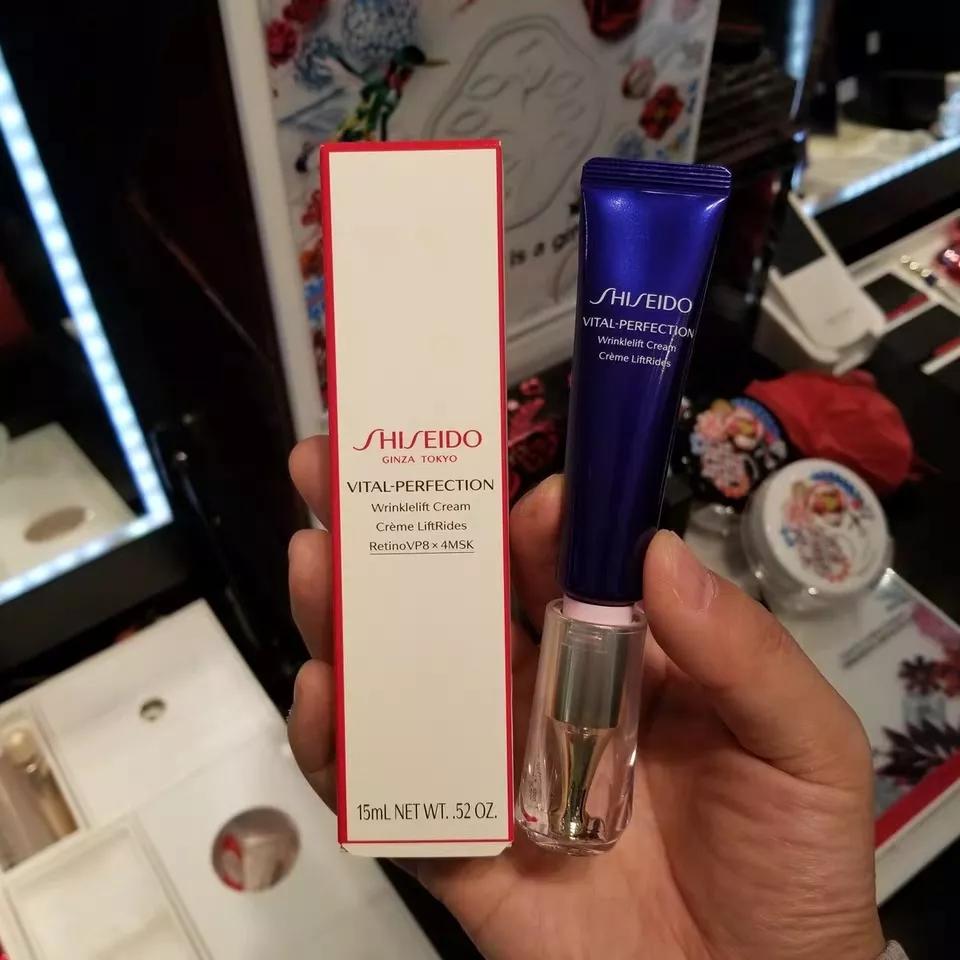 SHISEIDO
GINZA TOKYO
VITAL-PERFECTION
Wrinklelift Cream
Crème LiftRides
RetinoVP8 × 4MSK
15mL NET WT. .52 OZ.
SHISEIDO
VITAL-PERFECTION
Wrinklelift Cream
Crème LiftRides
is a